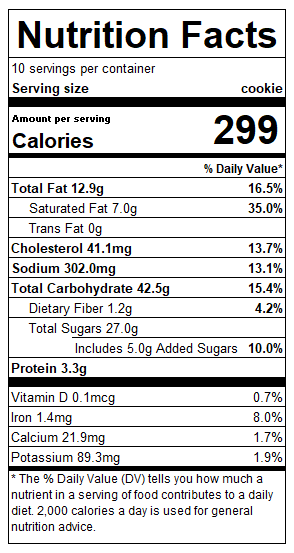 Nutrition Facts
10 servings per container
Serving size cookie
Amount per serving
Calories 299
% Daily Value*
Total Fat 12.9g 16.5%
Saturated Fat 7.0g 35.0%
Trans Fat 0g
Cholesterol 41.1mg 13.7%
Sodium 302.0mg 13.1%
Total Carbohydrate 42.5g 15.4%
Dietary Fiber 1.2g 4.2%
Total Sugars 27.0g
Includes 5.0g Added Sugars 10.0%
Protein 3.3g
Vitamin D 0.1mcg 0.7%
Iron 1.4mg 8.0%
Calcium 21.9mg 1.7%
Potassium 89.3mg 1.9%
* The % Daily Value (DV) tells you how much a
nutrient in a serving of food contributes to a daily
diet. 2,000 calories a day is used for general
nutrition advice.